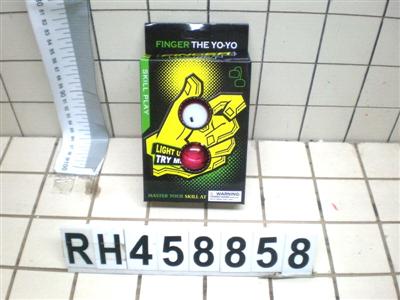 FINGER THE YO-YO
SKILL PLAY
LIGHT U
TRY M
WARNING
MASTER YOUR SKILL AT
RH458858